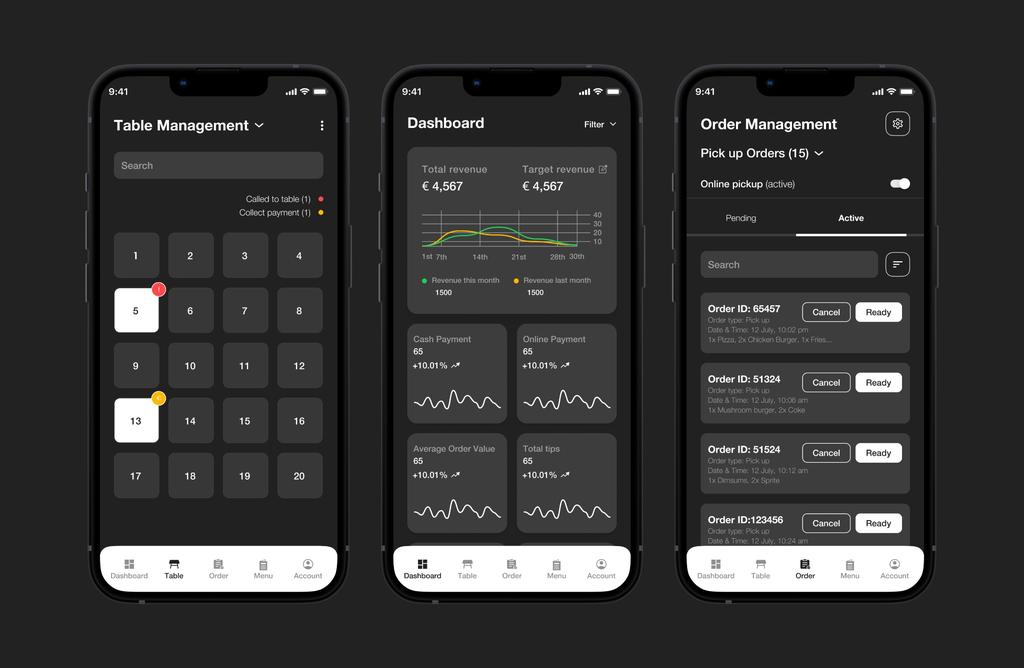 9:41
Table Management
Search
Called to table (1)
Collect payment (1)
1 2 3 4
5 ! 6 7 8
9 10 11 12
13 € 14 15 16
17 18 19 20
Dashboard Table Order Menu Account
9:41
Dashboard
Filter
Total revenue Target revenue
€ 4,567 € 4,567
40
30
20
10
1st 7th 14th 21st 28th 30th
Revenue this month Revenue last month
1500 1500
Cash Payment Online Payment
65 65
+10.01% +10.01%
Average Order Value Total tips
65 65
+10.01% +10.01%
Dashboard Table Order Menu Account
9:41
Order Management
Pick up Orders (15)
Online pickup (active)
Pending Active
Search
Order ID: 65457
Order type: Pick up
Date & Time: 12 July, 10:02 pm
1x Pizza, 2x Chicken Burger, 1x Fries...
Cancel Ready
Order ID: 51324
Order type: Pick up
Date & Time: 12 July, 10:06 am
1x Mushroom burger, 2x Coke
Cancel Ready
Order ID: 51524
Order type: Pick up
Date & Time: 12 July, 10:12 am
1x Dimsums, 2x Sprite
Cancel Ready
Order ID:123456
Order type: Pick up
Date & Time: 12 July, 10:24 am
Cancel Ready
Dashboard Table Order Menu Account